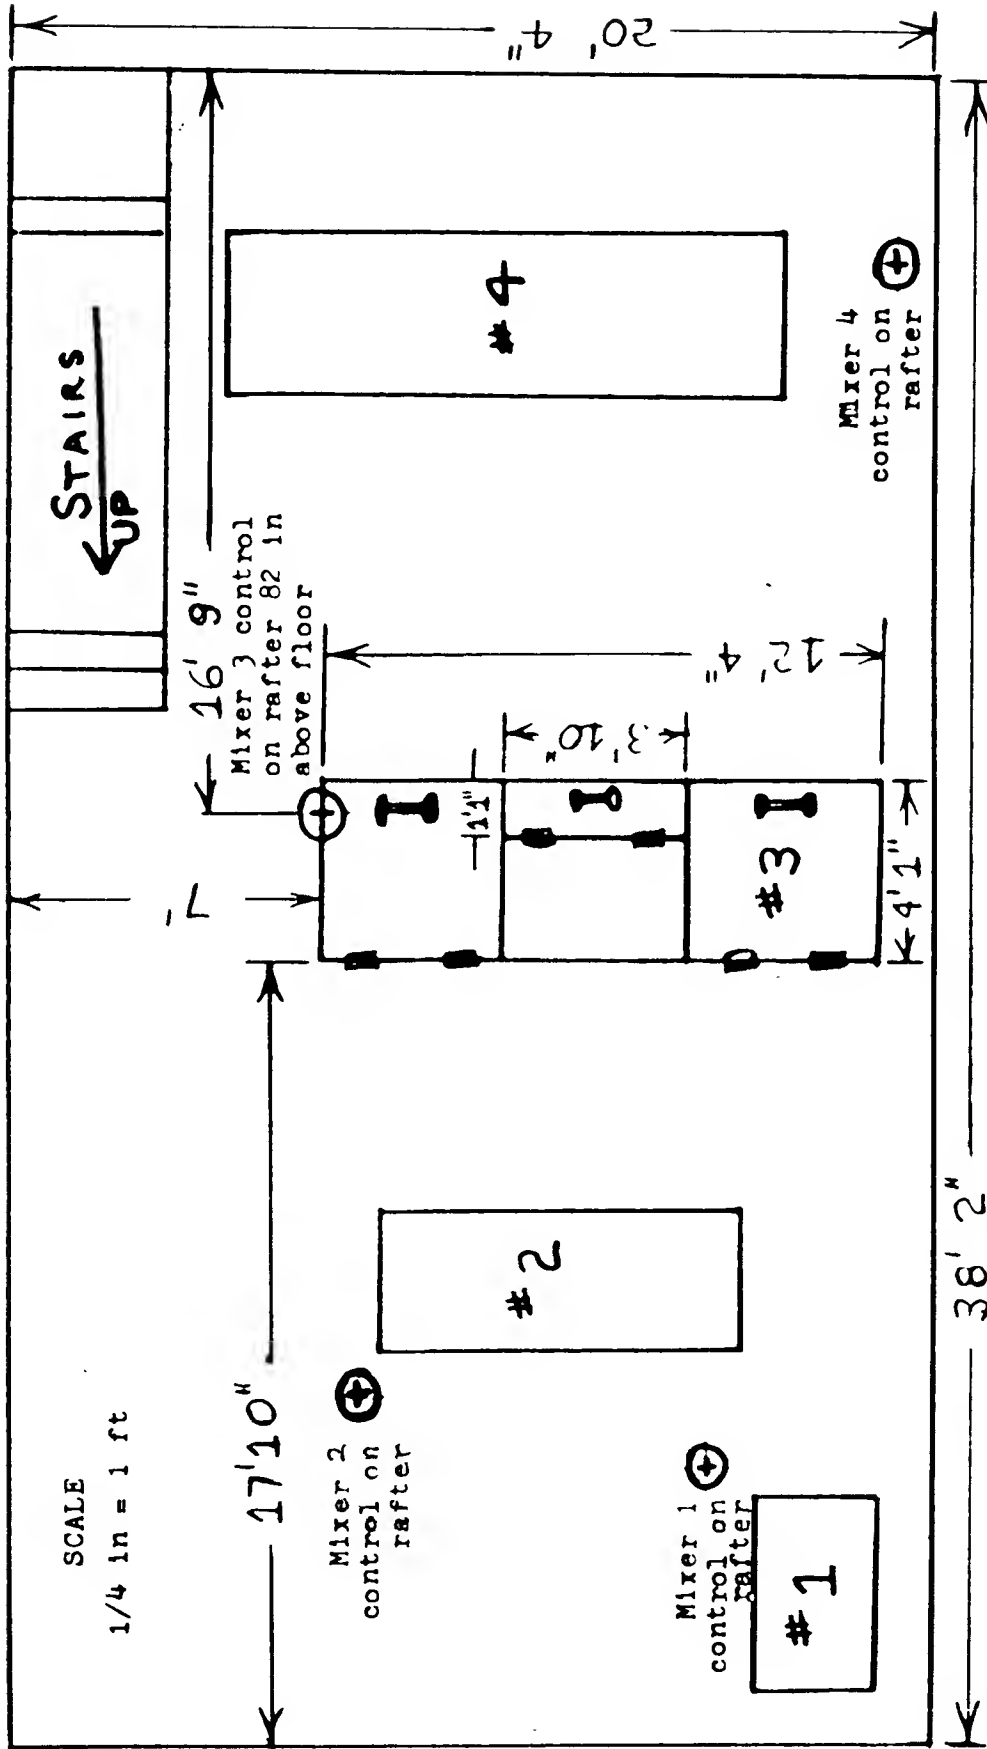 SCALE
1/4 in = 1 ft
STAIRS
UP
20' 4"
16' 9"
Mixer 3 control
on rafter 82 in
above floor
7'
17'10"
Mixer 2
control on
rafter
Mixer 1
control on
rafter
#1
#2
1'1"
3' 10"
12' 4"
#3
4'1"
#4
Mixer 4
control on
rafter
38' 2"